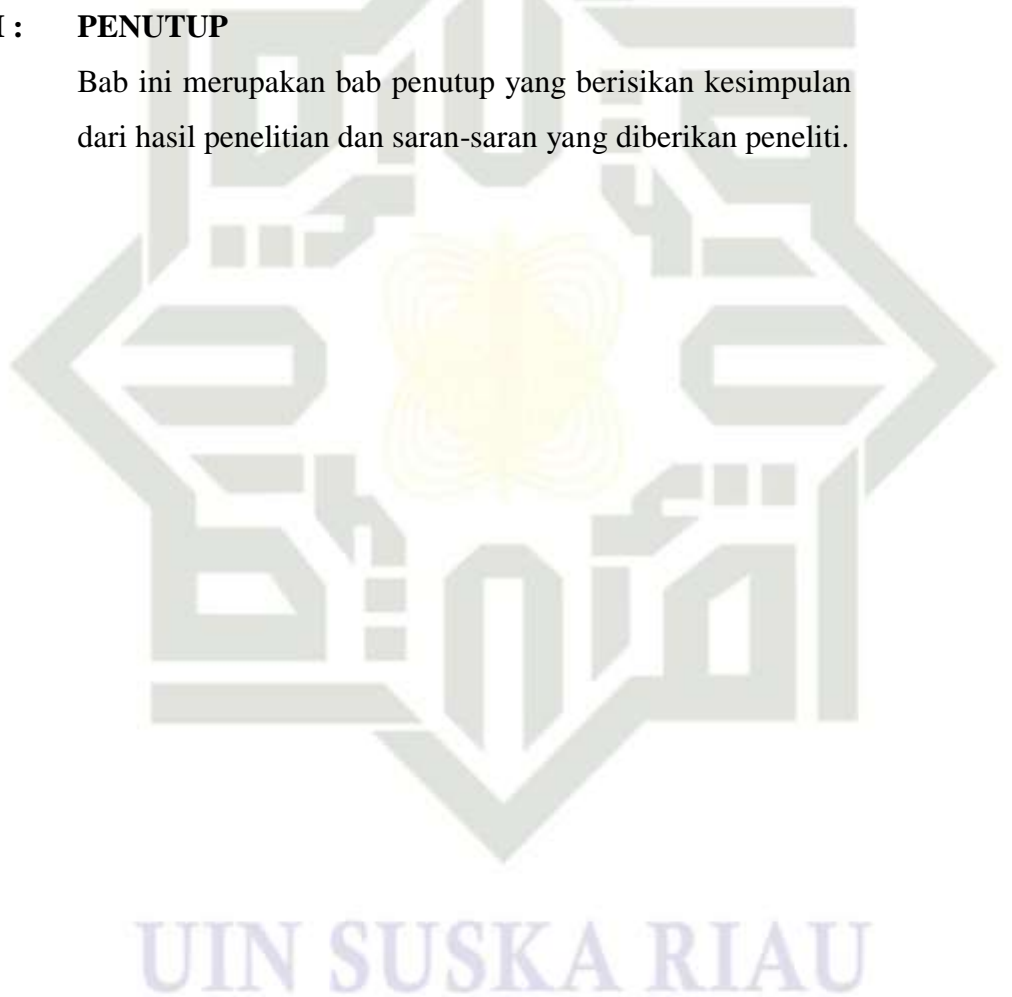 I : PENUTUP
Bab ini merupakan bab penutup yang berisikan kesimpulan
dari hasil penelitian dan saran-saran yang diberikan peneliti.
UIN SUSKA RIAU